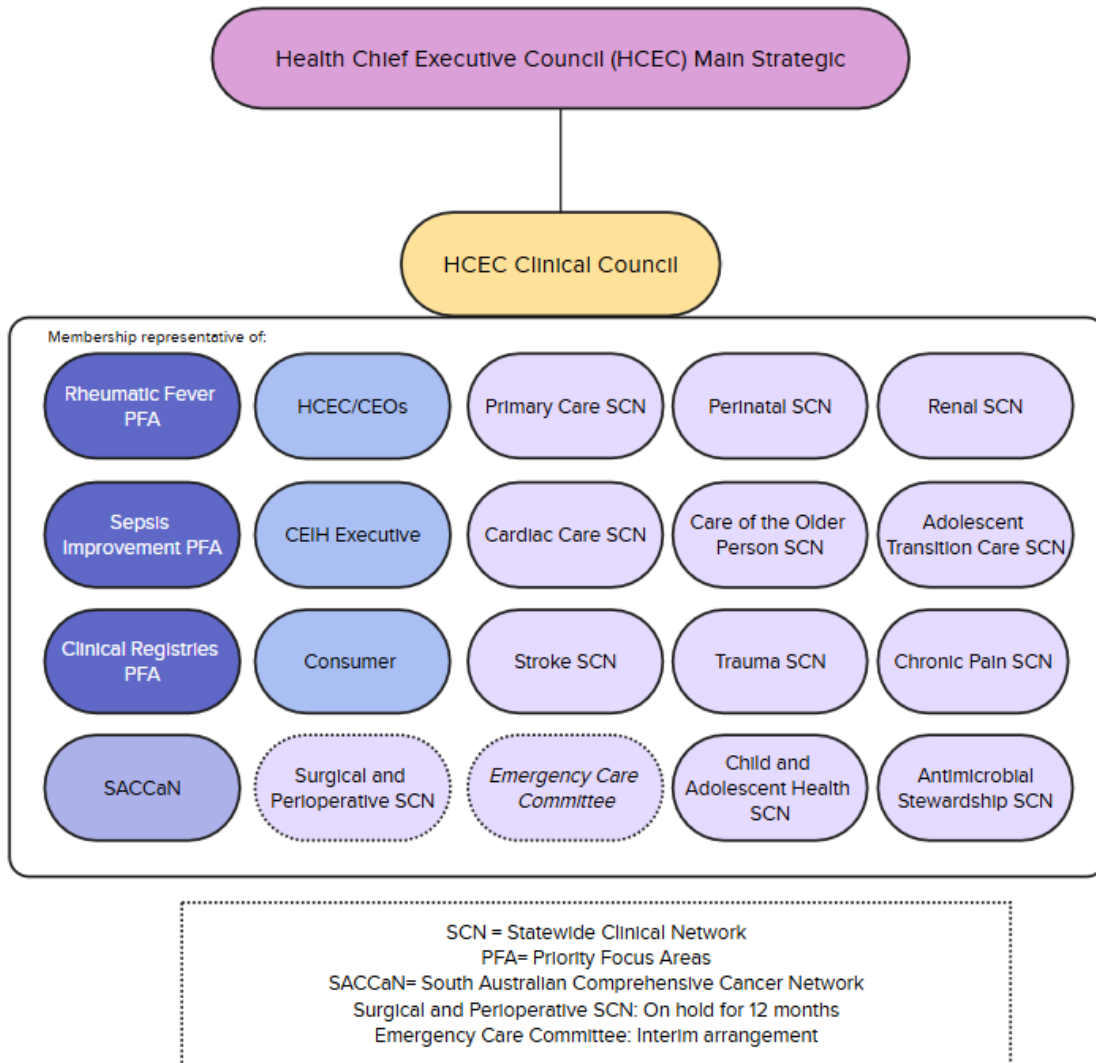 Health Chief Executive Council (HCEC) Main Strategic
HCEC Clinical Council
Membership representative of:
Rheumatic Fever
PFA
HCEC/CEOs
Primary Care SCN
Perinatal SCN
Renal SCN
Sepsis
Improvement PFA
CEIH Executive
Cardiac Care SCN
Care of the Older
Person SCN
Adolescent
Transition Care SCN
Clinical Registries
PFA
Consumer
Stroke SCN
Trauma SCN
Chronic Pain SCN
SACCaN
Surgical and
Perioperative SCN
Emergency Care
Committee
Child and
Adolescent Health
SCN
Antimicrobial
Stewardship SCN
SCN = Statewide Clinical Network
PFA= Priority Focus Areas
SACCaN= South Australian Comprehensive Cancer Network
Surgical and Perioperative SCN: On hold for 12 months
Emergency Care Committee: Interim arrangement